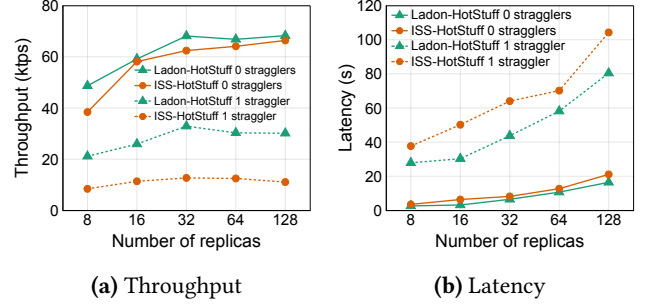 Throughput (ktps)
80
60
40
20
0
8 16 32 64 128
Number of replicas
Ladon-HotStuff 0 stragglers
ISS-HotStuff 0 stragglers
Ladon-HotStuff 1 straggler
ISS-HotStuff 1 straggler
(a) Throughput
Latency (s)
120
100
80
60
40
20
0
8 16 32 64 128
Number of replicas
Ladon-HotStuff 0 stragglers
ISS-HotStuff 0 stragglers
Ladon-HotStuff 1 straggler
ISS-HotStuff 1 straggler
(b) Latency